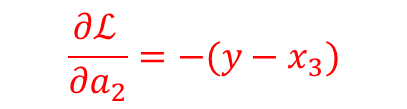 ∂ℒ/∂a₂ = −(y − x₃)